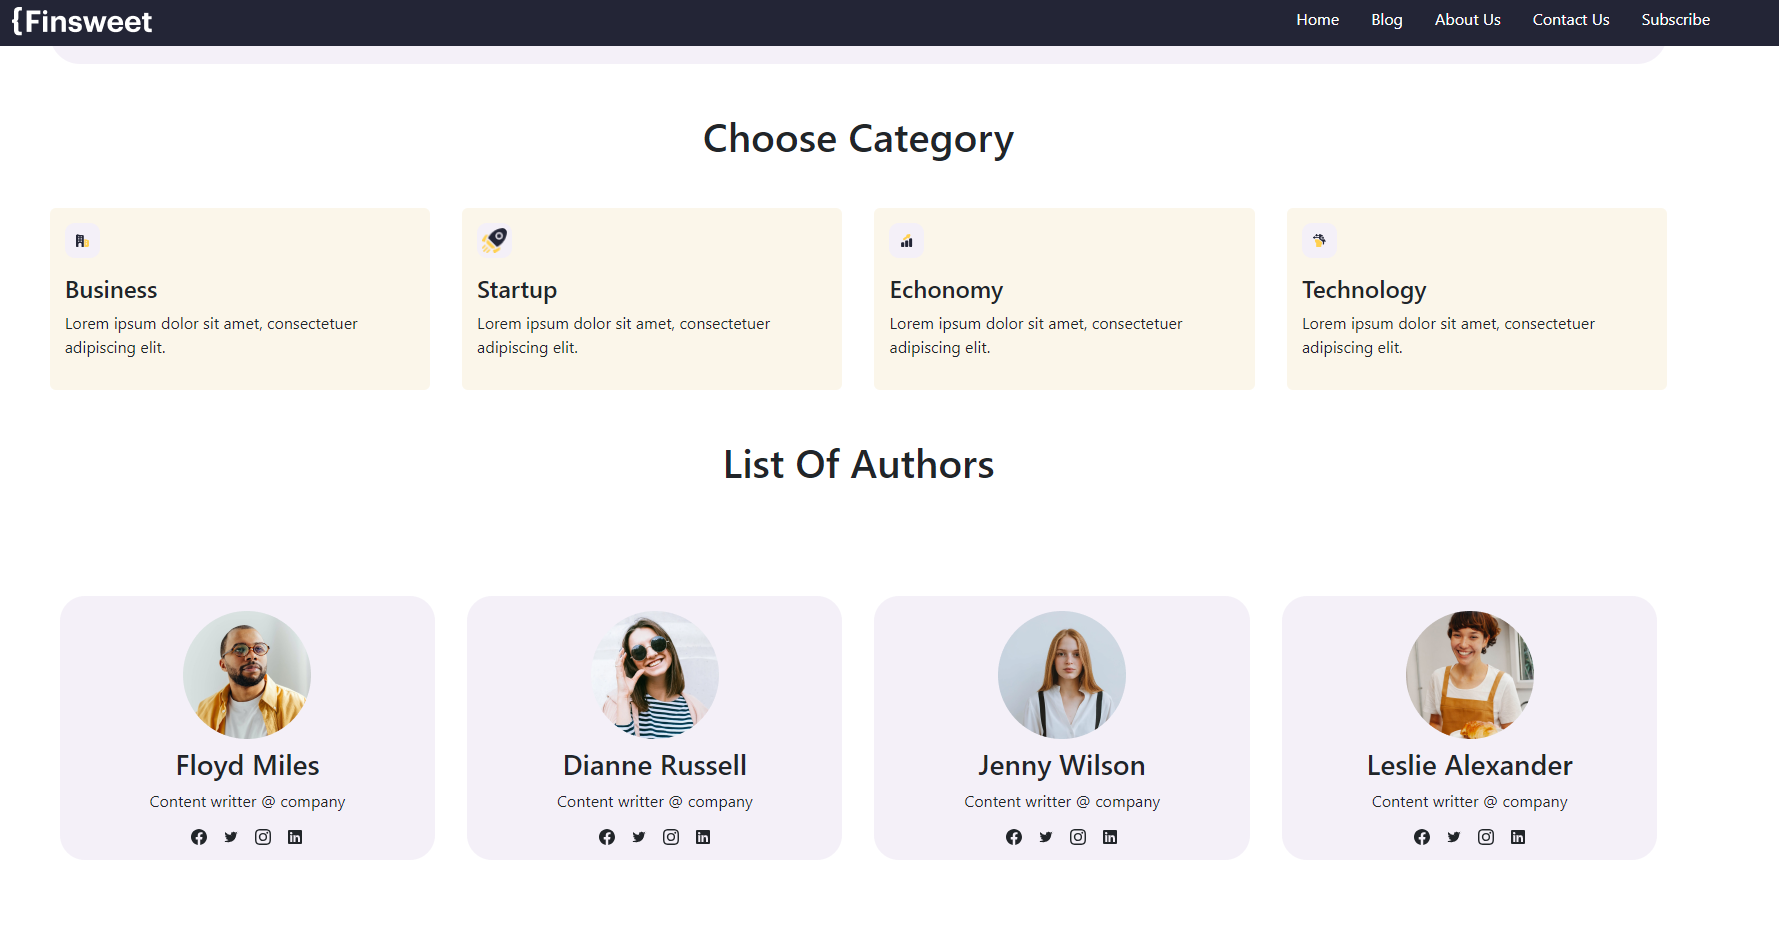 {Finsweet
Home Blog About Us Contact Us Subscribe
Choose Category
Business
Lorem ipsum dolor sit amet, consectetuer
adipiscing elit.
Startup
Lorem ipsum dolor sit amet, consectetuer
adipiscing elit.
Echonomy
Lorem ipsum dolor sit amet, consectetuer
adipiscing elit.
Technology
Lorem ipsum dolor sit amet, consectetuer
adipiscing elit.
List Of Authors
Floyd Miles
Content writter @ company
Dianne Russell
Content writter @ company
Jenny Wilson
Content writter @ company
Leslie Alexander
Content writter @ company